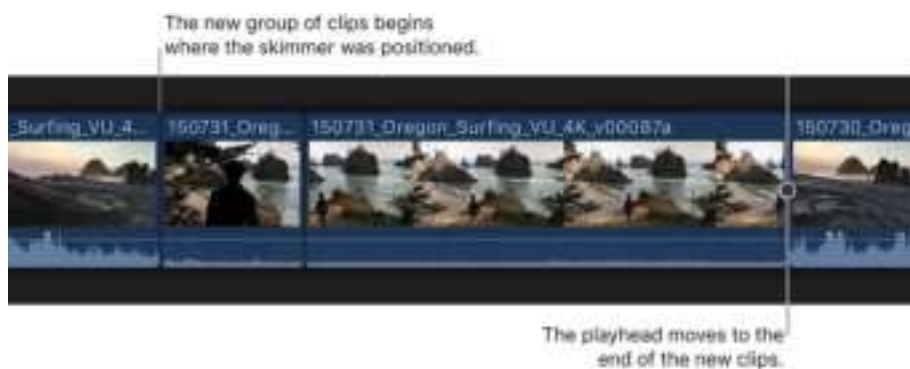 The new group of clips begins
where the skimmer was positioned.
_Surfing_VU_4...
150731_Oreg...
150731_Oregon_Surfing_VU_4K_v00087a
150730_Oreg
The playhead moves to the
end of the new clips.